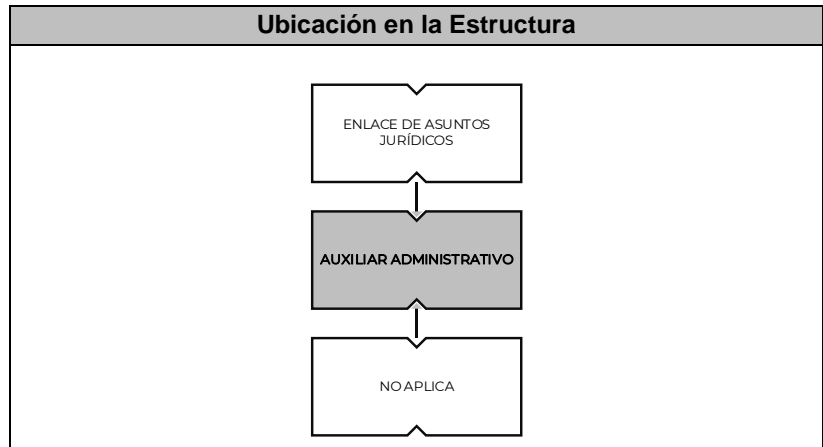 Ubicación en la Estructura
ENLACE DE ASUNTOS
JURÍDICOS
AUXILIAR ADMINISTRATIVO
NO APLICA